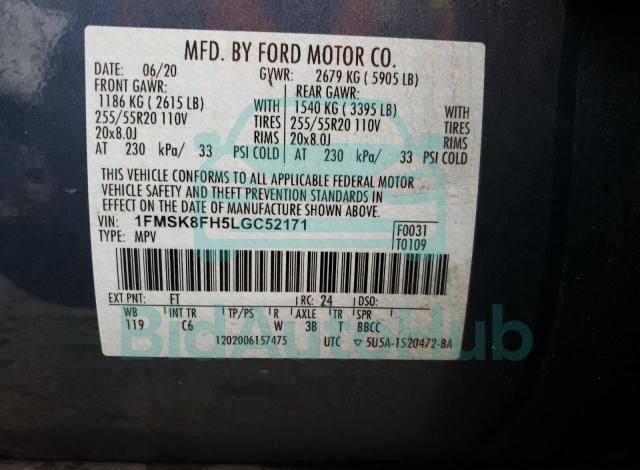 MFD. BY FORD MOTOR CO.
DATE: 06/20 GVWR: 2679 KG ( 5905 LB)
FRONT GAWR: REAR GAWR:
1186 KG ( 2615 LB) WITH 1540 KG ( 3395 LB) WITH
255/55R20 110V TIRES 255/55R20 110V TIRES
20x8.0J RIMS 20x8.0J RIMS
AT 230 kPa/ 33 PSI COLD AT 230 kPa/ 33 PSI COLD
THIS VEHICLE CONFORMS TO ALL APPLICABLE FEDERAL MOTOR
VEHICLE SAFETY AND THEFT PREVENTION STANDARDS IN
EFFECT ON THE DATE OF MANUFACTURE SHOWN ABOVE.
VIN: 1FMSK8FH5LGC52171 F0031
TYPE: MPV T0109
EXT PNT: FT RC: 24 DSO:
WB INT TR TP/PS R AXLE TR SPR
119 C6 W 3B T BBCC
1202006157475 UTC ▽ 5U5A-1520472-BA
BidAutoHub